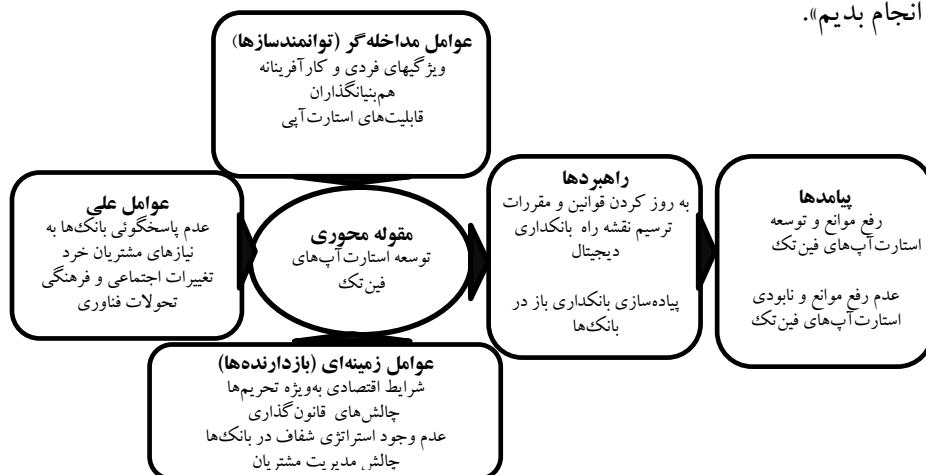 انجام بدیم».
عوامل مداخله‌گر (توانمندسازها)
ویژگیهای فردی و کارآفرینانه
هم‌بنیانگذاران
قابلیت‌های استارت‌آپی
عوامل علی
عدم پاسخگوئی بانک‌ها به
نیازهای مشتریان خرد
تغییرات اجتماعی و فرهنگی
تحولات فناوری
مقوله محوری
توسعه استارت‌آپ‌های
فین‌تک
راهبردها
به روز کردن قوانین و مقررات
ترسیم نقشه راه بانکداری
دیجیتال
پیاده‌سازی بانکداری باز در
بانک‌ها
پیامدها
رفع موانع و توسعه
استارت‌آپ‌های فین‌تک
عدم رفع موانع و نابودی
استارت‌آپ‌های فین‌تک
عوامل زمینه‌ای (بازدارنده‌ها)
شرایط اقتصادی به‌ویژه تحریم‌ها
چالش‌های قانون‌گذاری
عدم وجود استراتژی شفاف در بانک‌ها
چالش مدیریت مشتریان